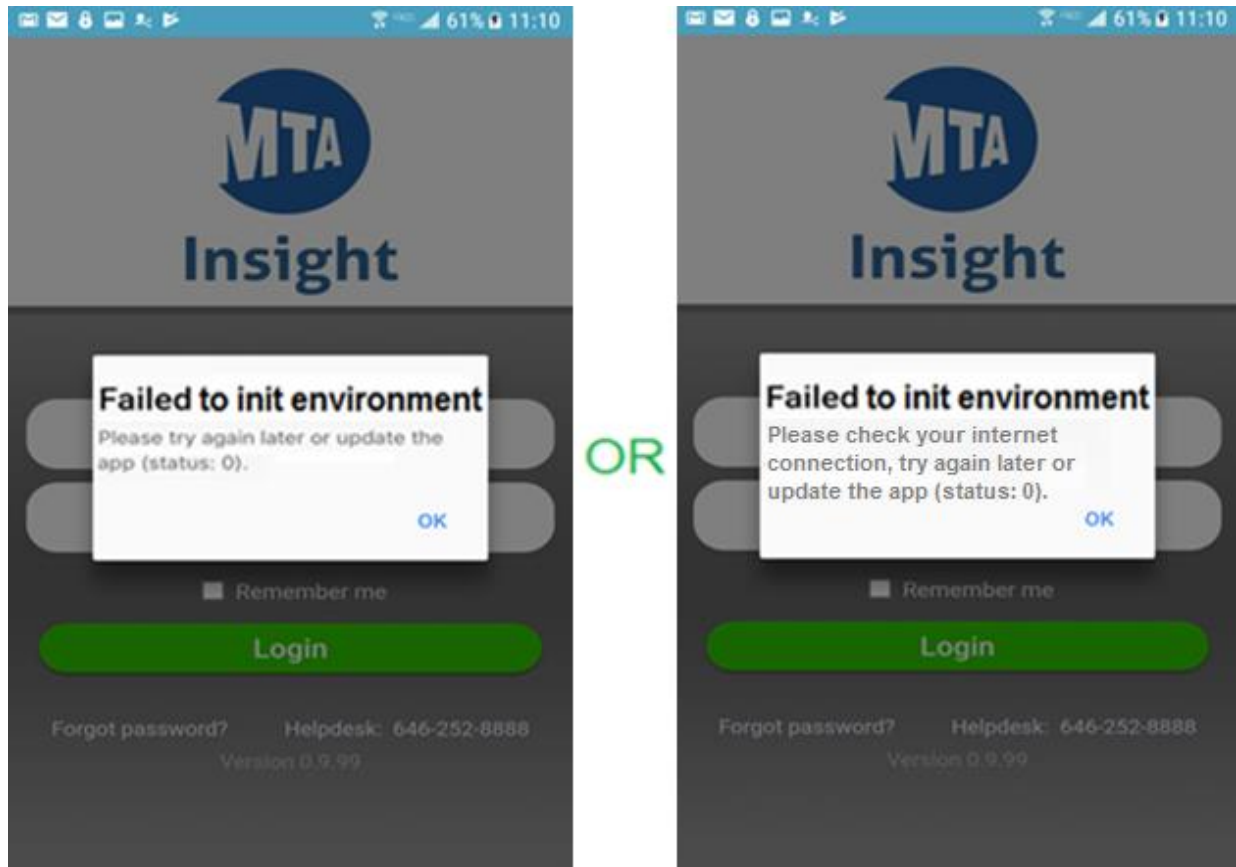 61% 11:10
MTA
Insight
Failed to init environment
Please try again later or update the
app (status: 0).
OK
Remember me
Login
Forgot password? Helpdesk: 646-252-8888
Version 0.9.99
OR
61% 11:10
MTA
Insight
Failed to init environment
Please check your internet
connection, try again later or
update the app (status: 0).
OK
Remember me
Login
Forgot password? Helpdesk: 646-252-8888
Version 0.9.99